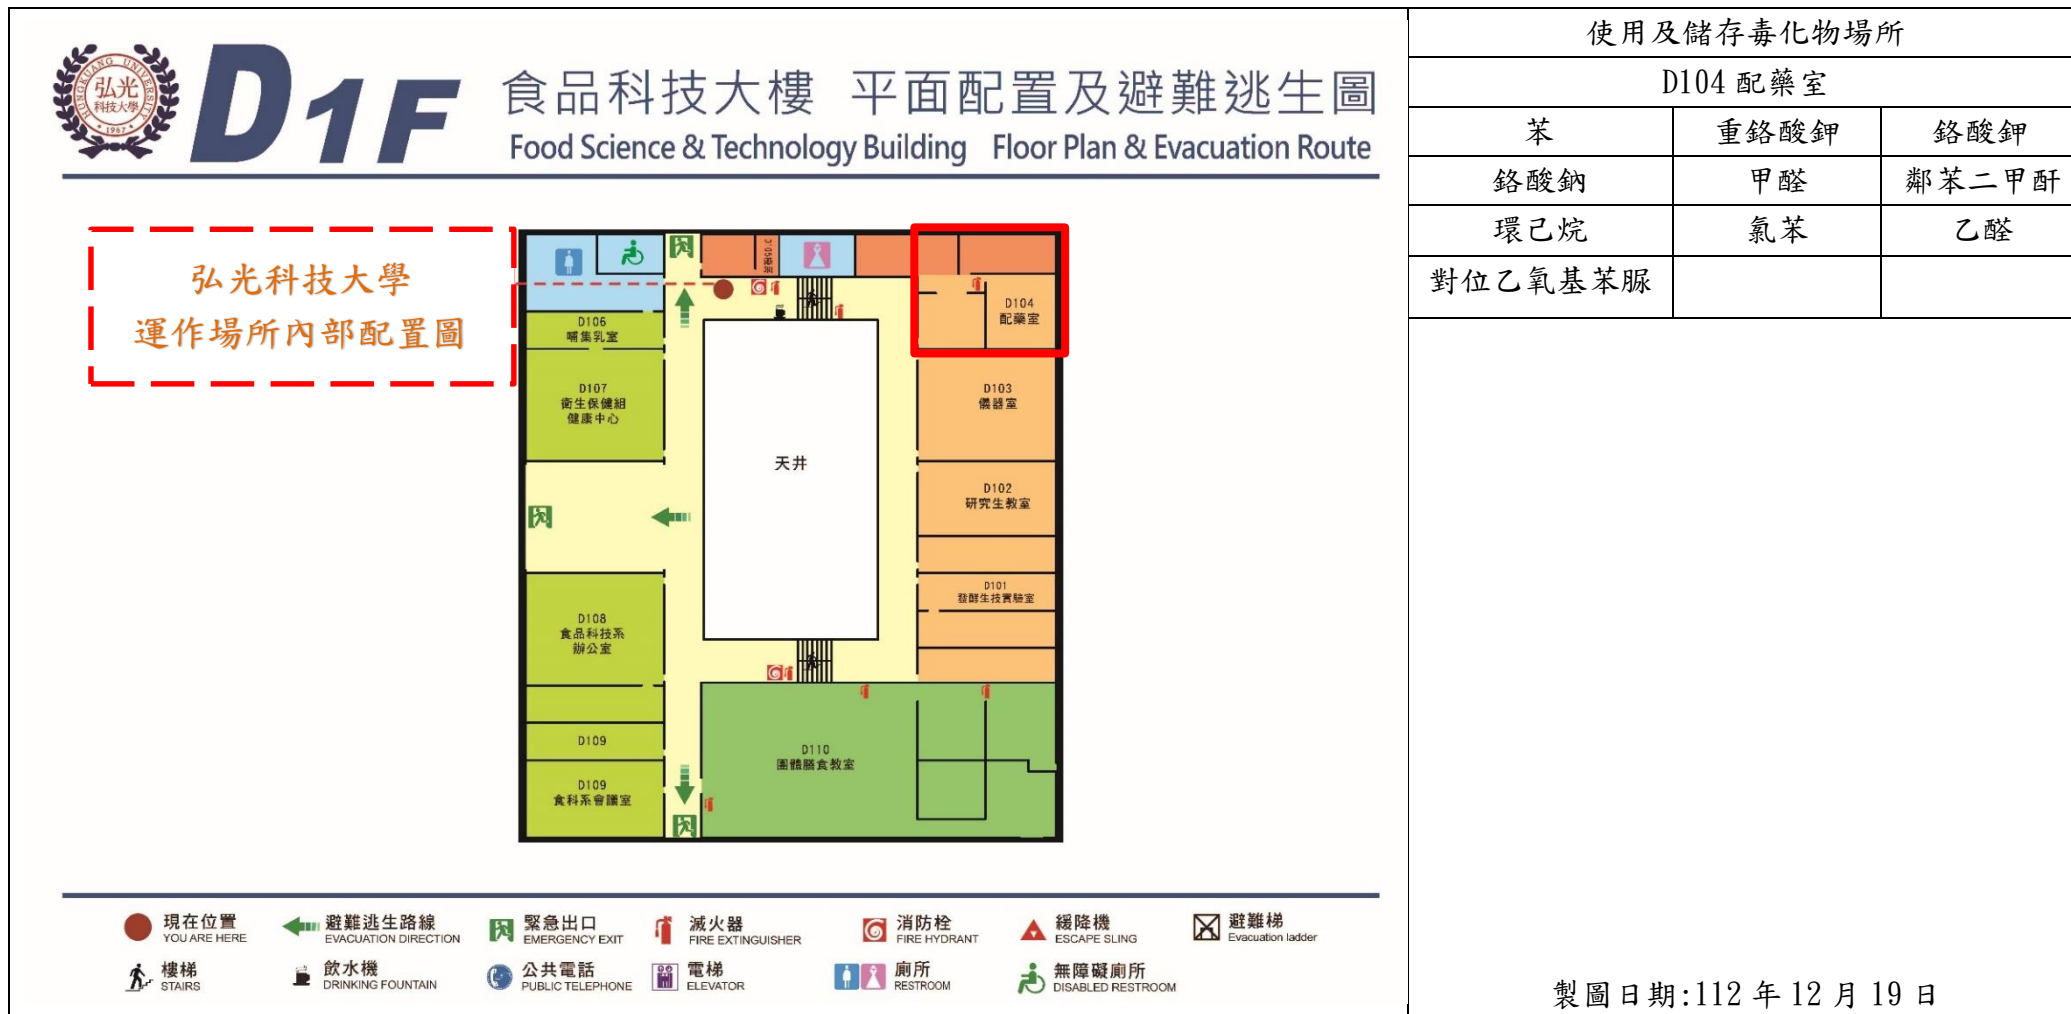 HUNGKUANG UNIVERSITY
弘光
科技大學
1967
D1F
食品科技大樓 平面配置及避難逃生圖
Food Science & Technology Building Floor Plan & Evacuation Route
弘光科技大學
運作場所內部配置圖
D106
哺集乳室
D107
衛生保健組
健康中心
D108
食品科技系
辦公室
D109
D109
食科系會議室
天井
D104
配藥室
D103
儀器室
D102
研究生教室
D101
發酵生技實驗室
D110
團體膳食教室
現在位置
YOU ARE HERE
避難逃生路線
EVACUATION DIRECTION
緊急出口
EMERGENCY EXIT
滅火器
FIRE EXTINGUISHER
消防栓
FIRE HYDRANT
緩降機
ESCAPE SLING
避難梯
Evacuation ladder
樓梯
STAIRS
飲水機
DRINKING FOUNTAIN
公共電話
PUBLIC TELEPHONE
電梯
ELEVATOR
廁所
RESTROOM
無障礙廁所
DISABLED RESTROOM
使用及儲存毒化物場所
D104 配藥室
苯 重鉻酸鉀 鉻酸鉀
鉻酸鈉 甲醛 鄰苯二甲酐
環己烷 氯苯 乙醛
對位乙氧基苯脲
製圖日期:112 年 12 月 19 日